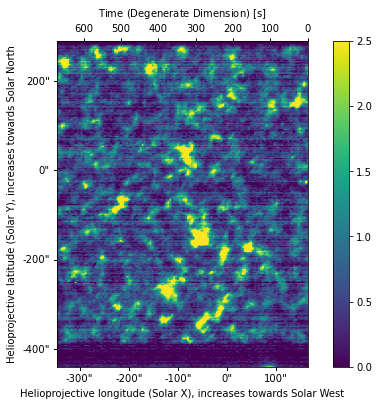 Time (Degenerate Dimension) [s]
600 500 400 300 200 100 0
Helioprojective latitude (Solar Y), increases towards Solar North
200"
0"
-200"
-400"
-300" -200" -100" 0" 100"
Helioprojective longitude (Solar X), increases towards Solar West
2.5
2.0
1.5
1.0
0.5
0.0